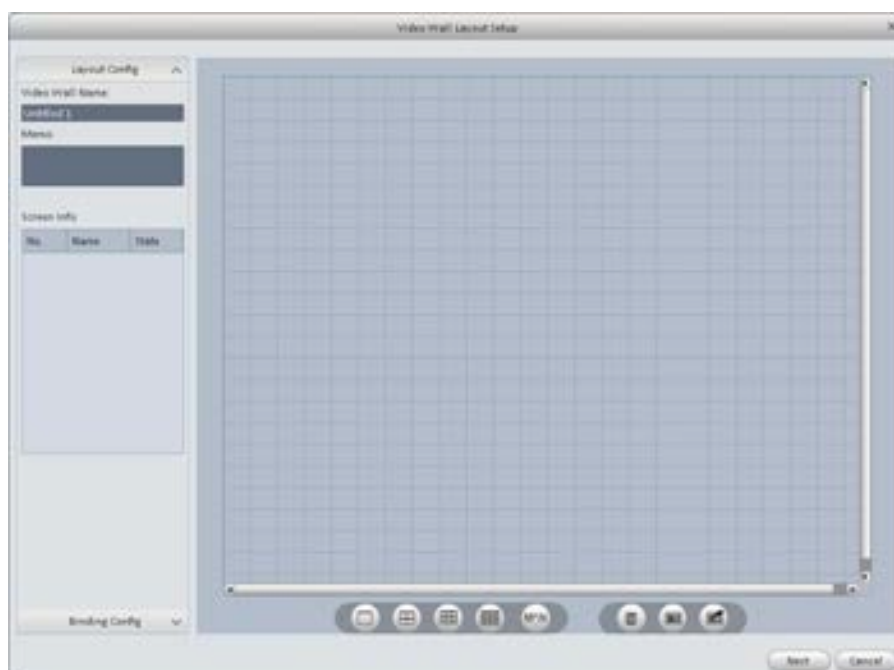 Video Wall Layout Setup
Layout Config
Video Wall Name
Untitled 1
Memo
Screen Info
No. Name State
Binding Config
M*N
Next Cancel